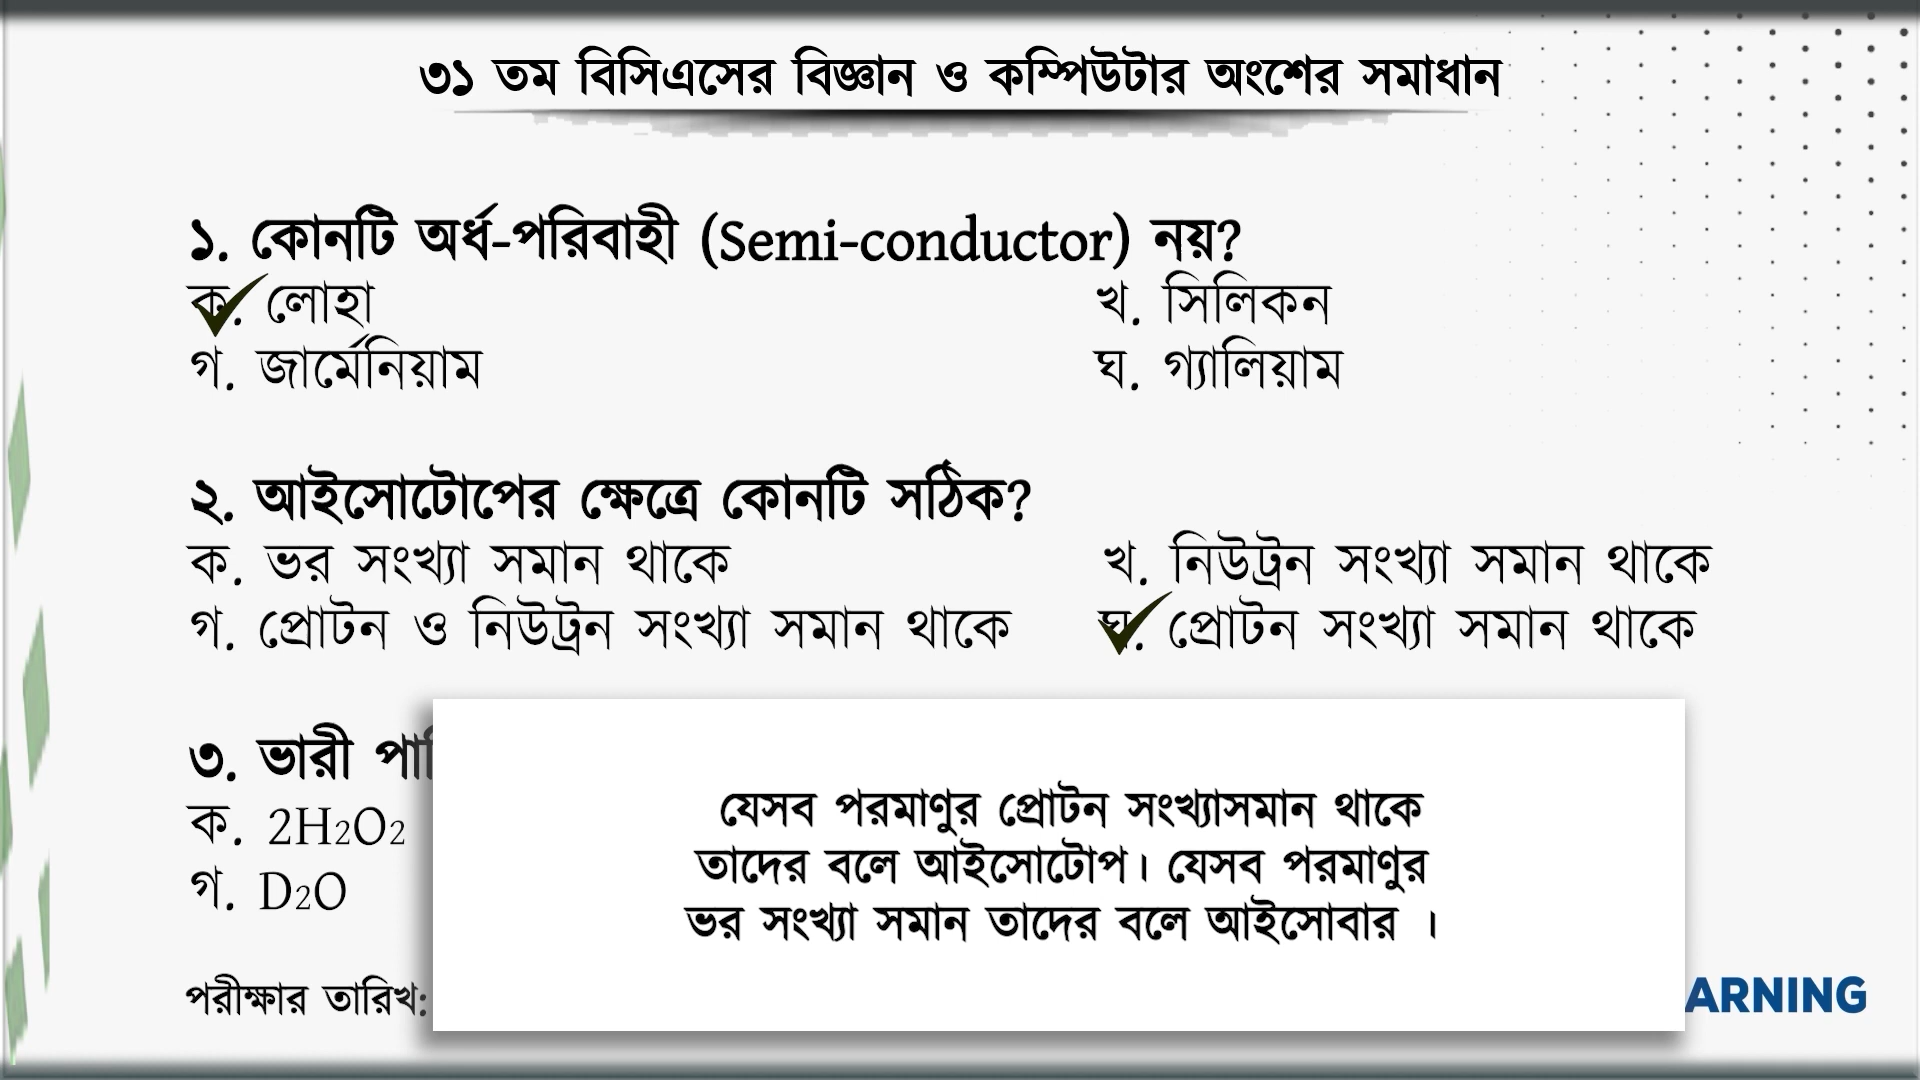 ৩১ তম বিসিএসের বিজ্ঞান ও কম্পিউটার অংশের সমাধান
১. কোনটি অর্ধ-পরিবাহী (Semi-conductor) নয়?
ক. লোহা
খ. সিলিকন
গ. জার্মেনিয়াম
ঘ. গ্যালিয়াম
২. আইসোটোপের ক্ষেত্রে কোনটি সঠিক?
ক. ভর সংখ্যা সমান থাকে
খ. নিউট্রন সংখ্যা সমান থাকে
গ. প্রোটন ও নিউট্রন সংখ্যা সমান থাকে
ঘ. প্রোটন সংখ্যা সমান থাকে
৩. ভারী
ক. 2H2O2
গ. D2O
যেসব পরমাণুর প্রোটন সংখ্যাসমান থাকে
তাদের বলে আইসোটোপ। যেসব পরমাণুর
ভর সংখ্যা সমান তাদের বলে আইসোবার ।
পরীক্ষার তারিখ:
ARNING